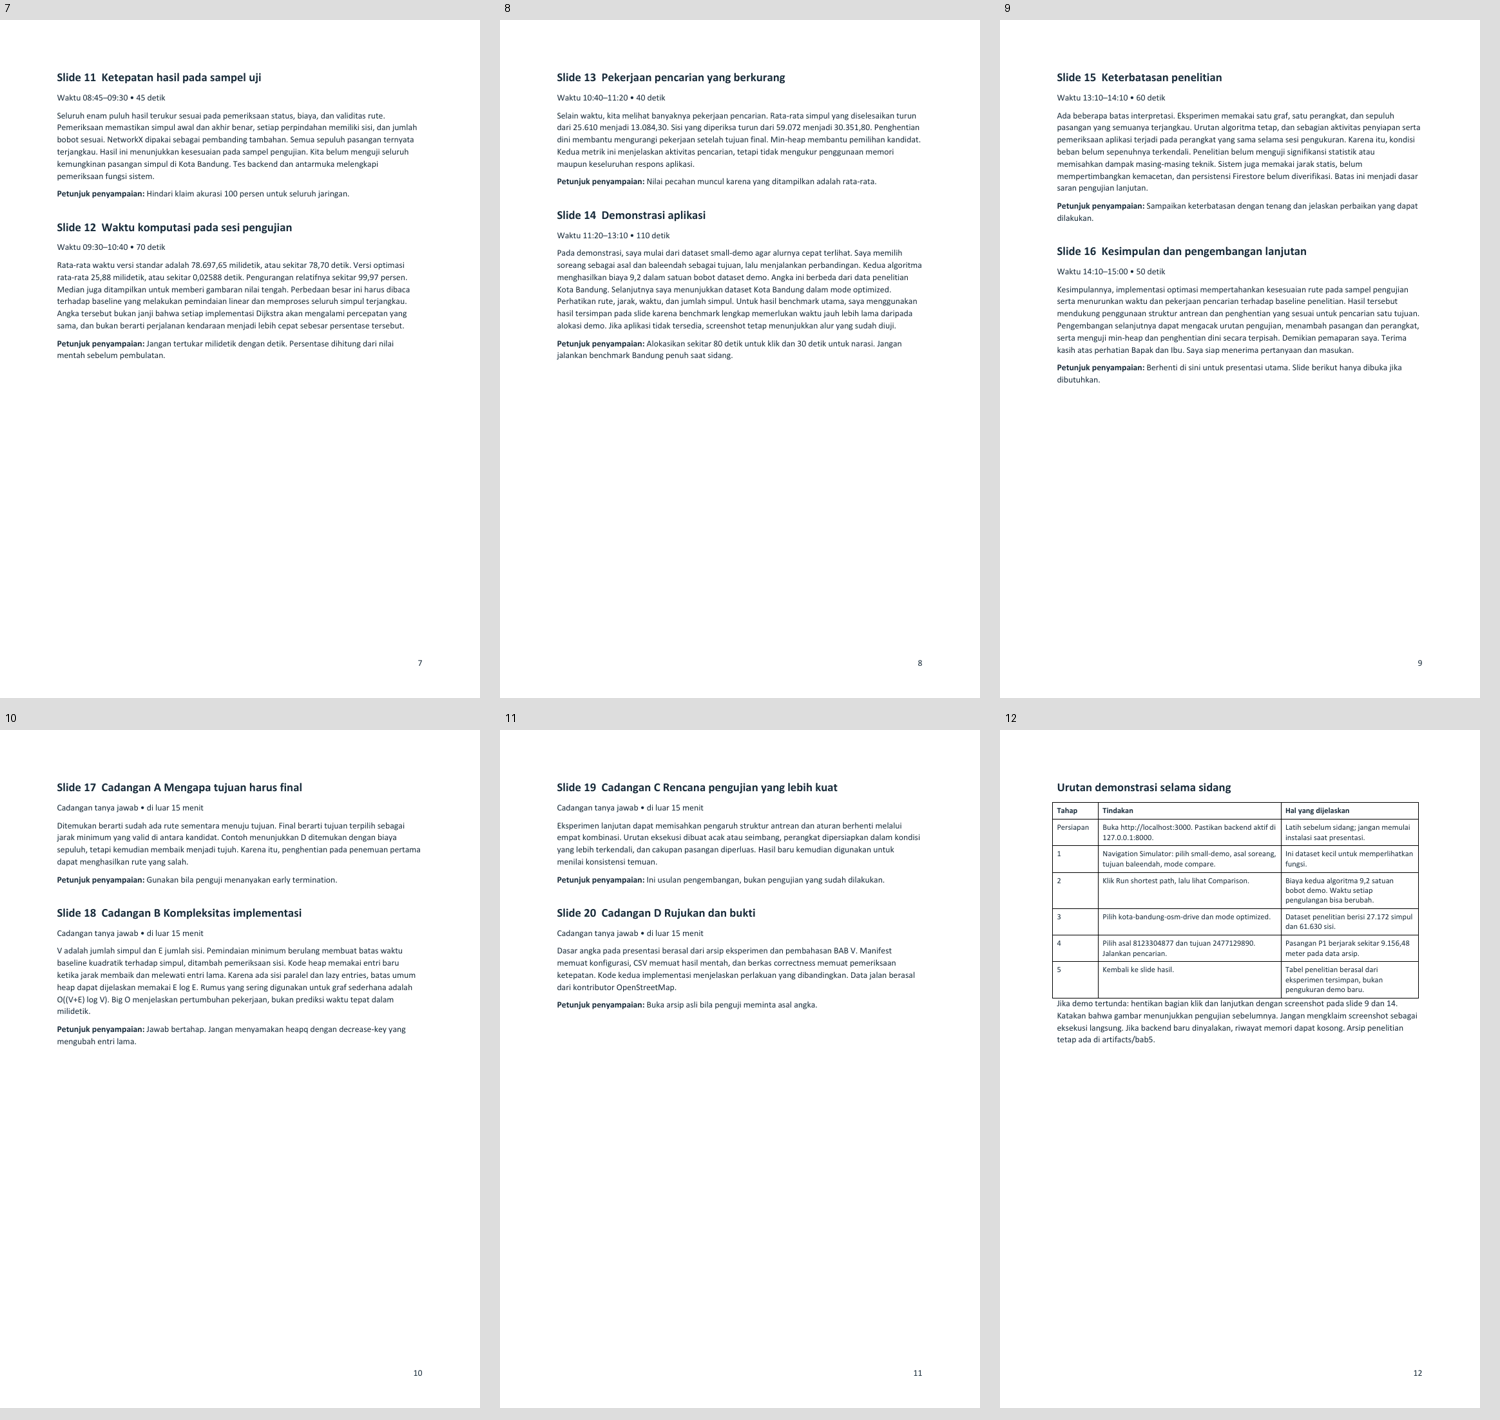 7
Slide 11 Ketepatan hasil pada sampel uji
Waktu 08:45–09:30 • 45 detik
Seluruh enam puluh hasil terukur sesuai pada pemeriksaan status, biaya, dan validitas rute.
Pemeriksaan memastikan simpul awal dan akhir benar, setiap perpindahan memiliki sisi, dan jumlah
bobot sesuai. NetworkX dipakai sebagai pembanding tambahan. Semua sepuluh pasangan ternyata
terjangkau. Hasil ini menunjukkan kesesuaian pada sampel pengujian. Kita belum menguji seluruh
kemungkinan pasangan simpul di Kota Bandung. Tes backend dan antarmuka melengkapi
pemeriksaan fungsi sistem.
Petunjuk penyampaian: Hindari klaim akurasi 100 persen untuk seluruh jaringan.
Slide 12 Waktu komputasi pada sesi pengujian
Waktu 09:30–10:40 • 70 detik
Rata-rata waktu versi standar adalah 78.697,65 milidetik, atau sekitar 78,70 detik. Versi optimasi
rata-rata 25,88 milidetik, atau sekitar 0,02588 detik. Pengurangan relatifnya sekitar 99,97 persen.
Median juga ditampilkan untuk memberi gambaran nilai tengah. Perbedaan besar ini harus dibaca
terhadap baseline yang melakukan pemindaian linear dan memproses seluruh simpul terjangkau.
Angka tersebut bukan janji bahwa setiap implementasi Dijkstra akan mengalami percepatan yang
sama, dan bukan berarti perjalanan kendaraan menjadi lebih cepat sebesar persentase tersebut.
Petunjuk penyampaian: Jangan tertukar milidetik dengan detik. Persentase dihitung dari nilai
mentah sebelum pembulatan.
7
8
Slide 13 Pekerjaan pencarian yang berkurang
Waktu 10:40–11:20 • 40 detik
Selain waktu, kita melihat banyaknya pekerjaan pencarian. Rata-rata simpul yang diselesaikan turun
dari 25.610 menjadi 13.084,30. Sisi yang diperiksa turun dari 59.072 menjadi 30.351,80. Penghentian
dini membantu mengurangi pekerjaan setelah tujuan final. Min-heap membantu pemilihan kandidat.
Kedua metrik ini menjelaskan aktivitas pencarian, tetapi tidak mengukur penggunaan memori
maupun keseluruhan respons aplikasi.
Petunjuk penyampaian: Nilai pecahan muncul karena yang ditampilkan adalah rata-rata.
Slide 14 Demonstrasi aplikasi
Waktu 11:20–13:10 • 110 detik
Pada demonstrasi, saya mulai dari dataset small-demo agar alurnya cepat terlihat. Saya memilih
soreang sebagai asal dan baleendah sebagai tujuan, lalu menjalankan perbandingan. Kedua algoritma
menghasilkan biaya 9,2 dalam satuan bobot dataset demo. Angka ini berbeda dari data penelitian
Kota Bandung. Selanjutnya saya menunjukkan dataset Kota Bandung dalam mode optimized.
Perhatikan rute, jarak, waktu, dan jumlah simpul. Untuk hasil benchmark utama, saya menggunakan
hasil tersimpan pada slide karena benchmark lengkap memerlukan waktu jauh lebih lama daripada
alokasi demo. Jika aplikasi tidak tersedia, screenshot tetap menunjukkan alur yang sudah diuji.
Petunjuk penyampaian: Alokasikan sekitar 80 detik untuk klik dan 30 detik untuk narasi. Jangan
jalankan benchmark Bandung penuh saat sidang.
8
9
Slide 15 Keterbatasan penelitian
Waktu 13:10–14:10 • 60 detik
Ada beberapa batas interpretasi. Eksperimen memakai satu graf, satu perangkat, dan sepuluh
pasangan yang semuanya terjangkau. Urutan algoritma tetap, dan sebagian aktivitas penyiapan serta
pemeriksaan aplikasi terjadi pada perangkat yang sama selama sesi pengukuran. Karena itu, kondisi
beban belum sepenuhnya terkendali. Penelitian belum menguji signifikansi statistik atau
memisahkan dampak masing-masing teknik. Sistem juga memakai jarak statis, belum
mempertimbangkan kemacetan, dan persistensi Firestore belum diverifikasi. Batas ini menjadi dasar
saran pengujian lanjutan.
Petunjuk penyampaian: Sampaikan keterbatasan dengan tenang dan jelaskan perbaikan yang dapat
dilakukan.
Slide 16 Kesimpulan dan pengembangan lanjutan
Waktu 14:10–15:00 • 50 detik
Kesimpulannya, implementasi optimasi mempertahankan kesesuaian rute pada sampel pengujian
serta menurunkan waktu dan pekerjaan pencarian terhadap baseline penelitian. Hasil tersebut
mendukung penggunaan struktur antrean dan penghentian yang sesuai untuk pencarian satu tujuan.
Pengembangan selanjutnya dapat mengacak urutan pengujian, menambah pasangan dan perangkat,
serta menguji min-heap dan penghentian dini secara terpisah. Demikian pemaparan saya. Terima
kasih atas perhatian Bapak dan Ibu. Saya siap menerima pertanyaan dan masukan.
Petunjuk penyampaian: Berhenti di sini untuk presentasi utama. Slide berikut hanya dibuka jika
dibutuhkan.
9
10
Slide 17 Cadangan A Mengapa tujuan harus final
Cadangan tanya jawab • di luar 15 menit
Ditemukan berarti sudah ada rute sementara menuju tujuan. Final berarti tujuan terpilih sebagai
jarak minimum yang valid di antara kandidat. Contoh menunjukkan D ditemukan dengan biaya
sepuluh, tetapi kemudian membaik menjadi tujuh. Karena itu, penghentian pada penemuan pertama
dapat menghasilkan rute yang salah.
Petunjuk penyampaian: Gunakan bila penguji menanyakan early termination.
Slide 18 Cadangan B Kompleksitas implementasi
Cadangan tanya jawab • di luar 15 menit
V adalah jumlah simpul dan E jumlah sisi. Pemindaian minimum berulang membuat batas waktu
baseline kuadratik terhadap simpul, ditambah pemeriksaan sisi. Kode heap memakai entri baru
ketika jarak membaik dan melewati entri lama. Karena ada sisi paralel dan lazy entries, batas umum
heap dapat dijelaskan memakai E log E. Rumus yang sering digunakan untuk graf sederhana adalah
O((V+E) log V). Big O menjelaskan pertumbuhan pekerjaan, bukan prediksi waktu tepat dalam
milidetik.
Petunjuk penyampaian: Jawab bertahap. Jangan menyamakan heapq dengan decrease-key yang
mengubah entri lama.
10
11
Slide 19 Cadangan C Rencana pengujian yang lebih kuat
Cadangan tanya jawab • di luar 15 menit
Eksperimen lanjutan dapat memisahkan pengaruh struktur antrean dan aturan berhenti melalui
empat kombinasi. Urutan eksekusi dibuat acak atau seimbang, perangkat dipersiapkan dalam kondisi
yang lebih terkendali, dan cakupan pasangan diperluas. Hasil baru kemudian digunakan untuk
menilai konsistensi temuan.
Petunjuk penyampaian: Ini usulan pengembangan, bukan pengujian yang sudah dilakukan.
Slide 20 Cadangan D Rujukan dan bukti
Cadangan tanya jawab • di luar 15 menit
Dasar angka pada presentasi berasal dari arsip eksperimen dan pembahasan BAB V. Manifest
memuat konfigurasi, CSV memuat hasil mentah, dan berkas correctness memuat pemeriksaan
ketepatan. Kode kedua implementasi menjelaskan perlakuan yang dibandingkan. Data jalan berasal
dari kontributor OpenStreetMap.
Petunjuk penyampaian: Buka arsip asli bila penguji meminta asal angka.
11
12
Urutan demonstrasi selama sidang
Tahap Tindakan Hal yang dijelaskan
Persiapan Buka http://localhost:3000. Pastikan backend aktif di Latih sebelum sidang; jangan memulai
127.0.0.1:8000. instalasi saat presentasi.
1 Navigation Simulator: pilih small-demo, asal soreang, Ini dataset kecil untuk memperlihatkan
tujuan baleendah, mode compare. fungsi.
2 Klik Run shortest path, lalu lihat Comparison. Biaya kedua algoritma 9,2 satuan
bobot demo. Waktu setiap
pengulangan bisa berubah.
3 Pilih kota-bandung-osm-drive dan mode optimized. Dataset penelitian berisi 27.172 simpul
dan 61.630 sisi.
4 Pilih asal 8123304877 dan tujuan 2477129890. Pasangan P1 berjarak sekitar 9.156,48
Jalankan pencarian. meter pada data arsip.
5 Kembali ke slide hasil. Tabel penelitian berasal dari
eksperimen tersimpan, bukan
pengukuran demo baru.
Jika demo tertunda: hentikan bagian klik dan lanjutkan dengan screenshot pada slide 9 dan 14.
Katakan bahwa gambar menunjukkan pengujian sebelumnya. Jangan mengklaim screenshot sebagai
eksekusi langsung. Jika backend baru dinyalakan, riwayat memori dapat kosong. Arsip penelitian
tetap ada di artifacts/bab5.
12